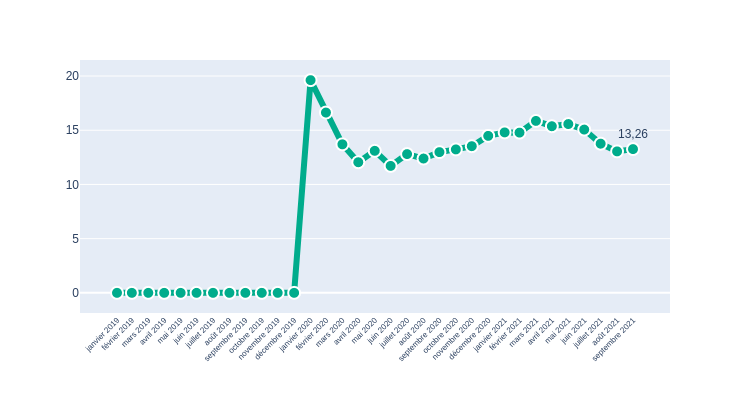 20
15
10
5
0
13,26
janvier 2019
février 2019
mars 2019
avril 2019
mai 2019
juin 2019
juillet 2019
août 2019
septembre 2019
octobre 2019
novembre 2019
décembre 2019
janvier 2020
février 2020
mars 2020
avril 2020
mai 2020
juin 2020
juillet 2020
août 2020
septembre 2020
octobre 2020
novembre 2020
décembre 2020
janvier 2021
février 2021
mars 2021
avril 2021
mai 2021
juin 2021
juillet 2021
août 2021
septembre 2021